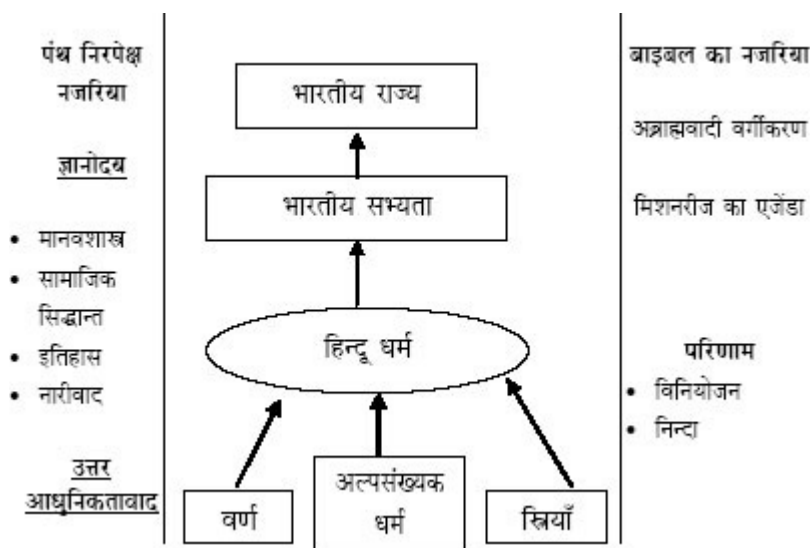 पंथ निरपेक्ष
नजरिया
ज्ञानोदय
• मानवशास्त्र
• सामाजिक
सिद्धान्त
• इतिहास
• नारीवाद
उत्तर
आधुनिकतावाद
भारतीय राज्य
भारतीय सभ्यता
हिन्दू धर्म
वर्ण
अल्पसंख्यक
धर्म
स्त्रियाँ
बाइबल का नजरिया
अब्राह्मवादी वर्गीकरण
मिशनरीज का एजेंडा
परिणाम
• विनियोजन
• निन्दा